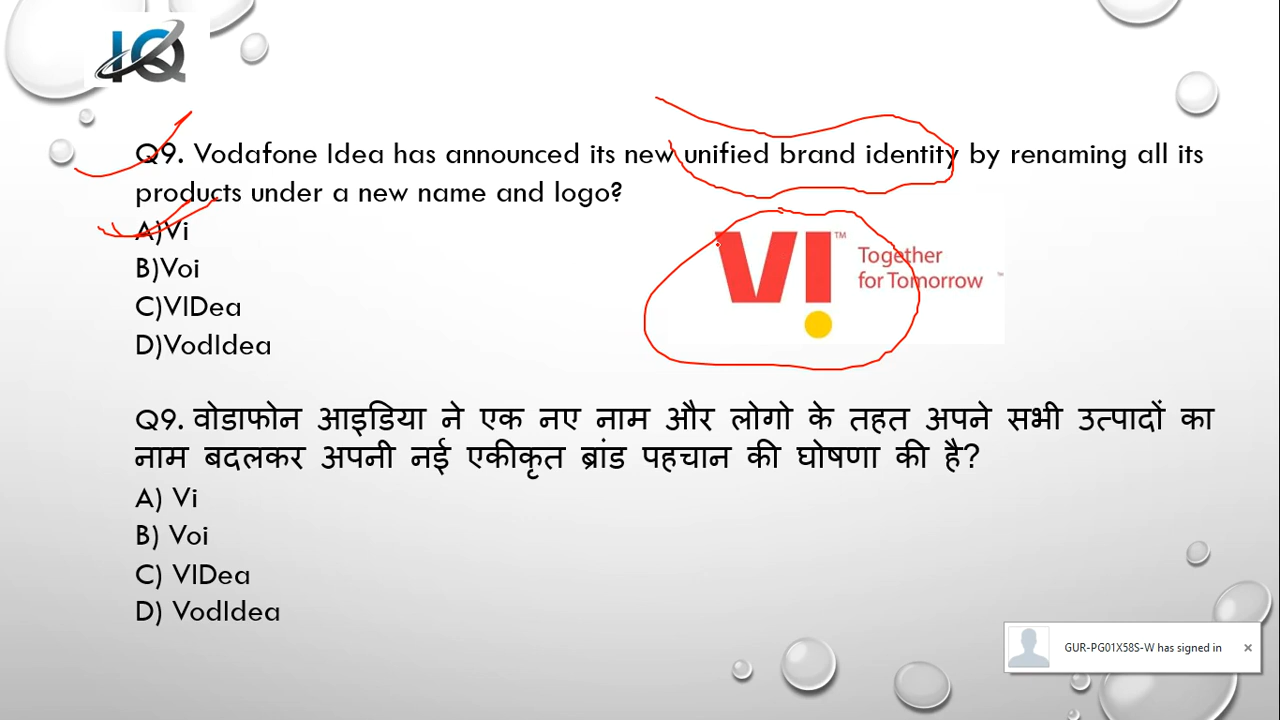 IQ
Q9. Vodafone Idea has announced its new unified brand identity by renaming all its
products under a new name and logo?
A)Vi
B)Voi
C)VIDea
D)VodIdea
VI™ Together
for Tomorrow ™
Q9. वोडाफोन आइडिया ने एक नए नाम और लोगो के तहत अपने सभी उत्पादों का
नाम बदलकर अपनी नई एकीकृत ब्रांड पहचान की घोषणा की है?
A) Vi
B) Voi
C) VIDea
D) VodIdea
GUR-PG01X58S-W has signed in